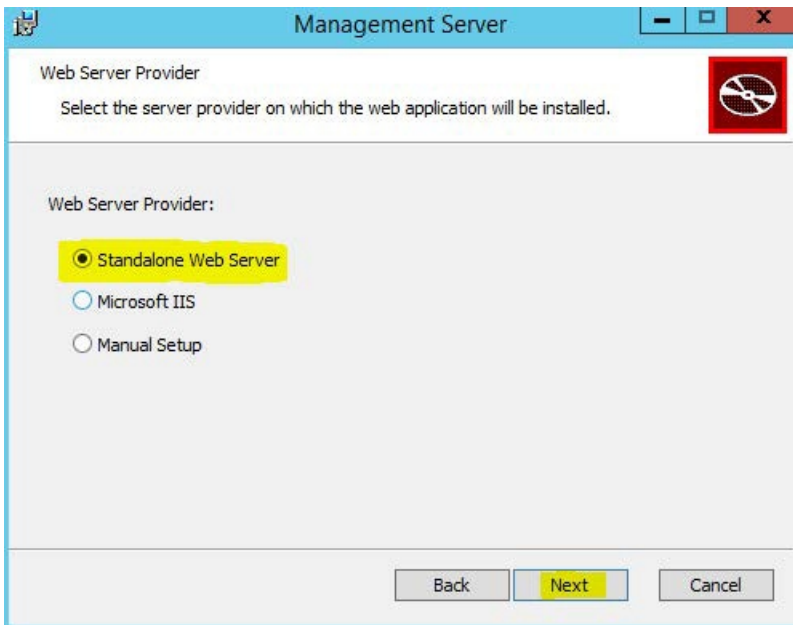 Management Server
Web Server Provider
Select the server provider on which the web application will be installed.
Web Server Provider:
Standalone Web Server
Microsoft IIS
Manual Setup
Back Next Cancel